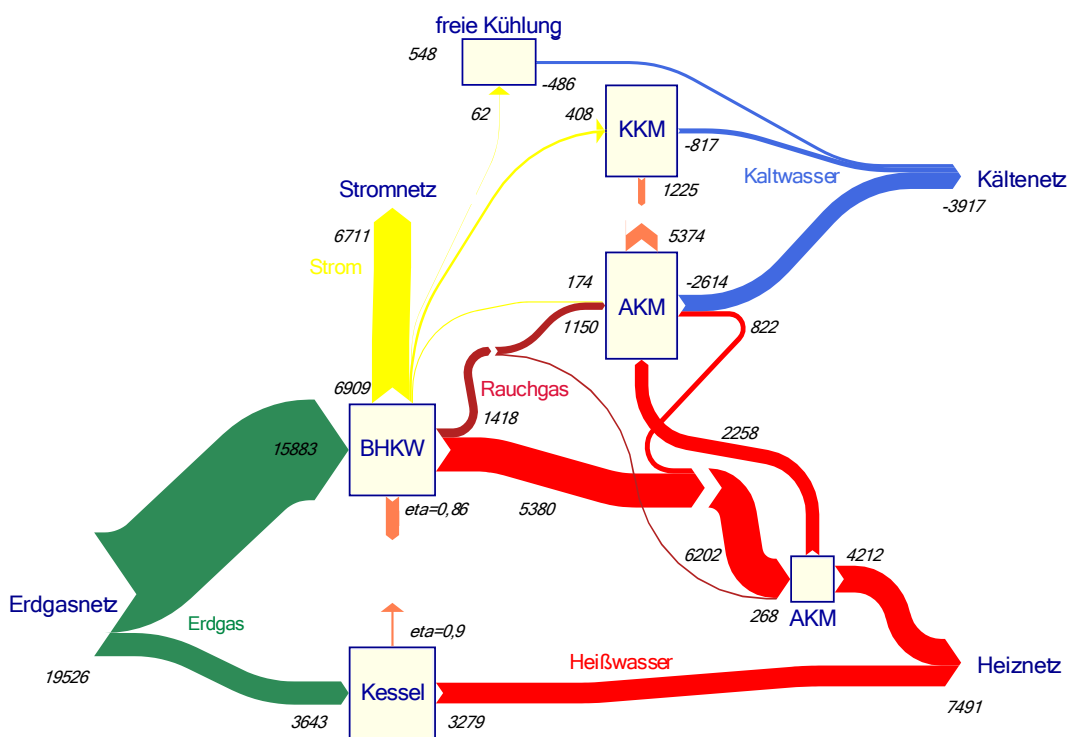 freie Kühlung
548
-486
62
408
KKM
-817
Kaltwasser
Kältenetz
-3917
1225
Stromnetz
6711
5374
Strom
174
-2614
AKM
1150
822
6909
Rauchgas
1418
15883
BHKW
2258
eta=0,86
5380
6202
4212
Erdgasnetz
268
AKM
Erdgas
eta=0,9
Heißwasser
Heiznetz
19526
Kessel
7491
3643
3279